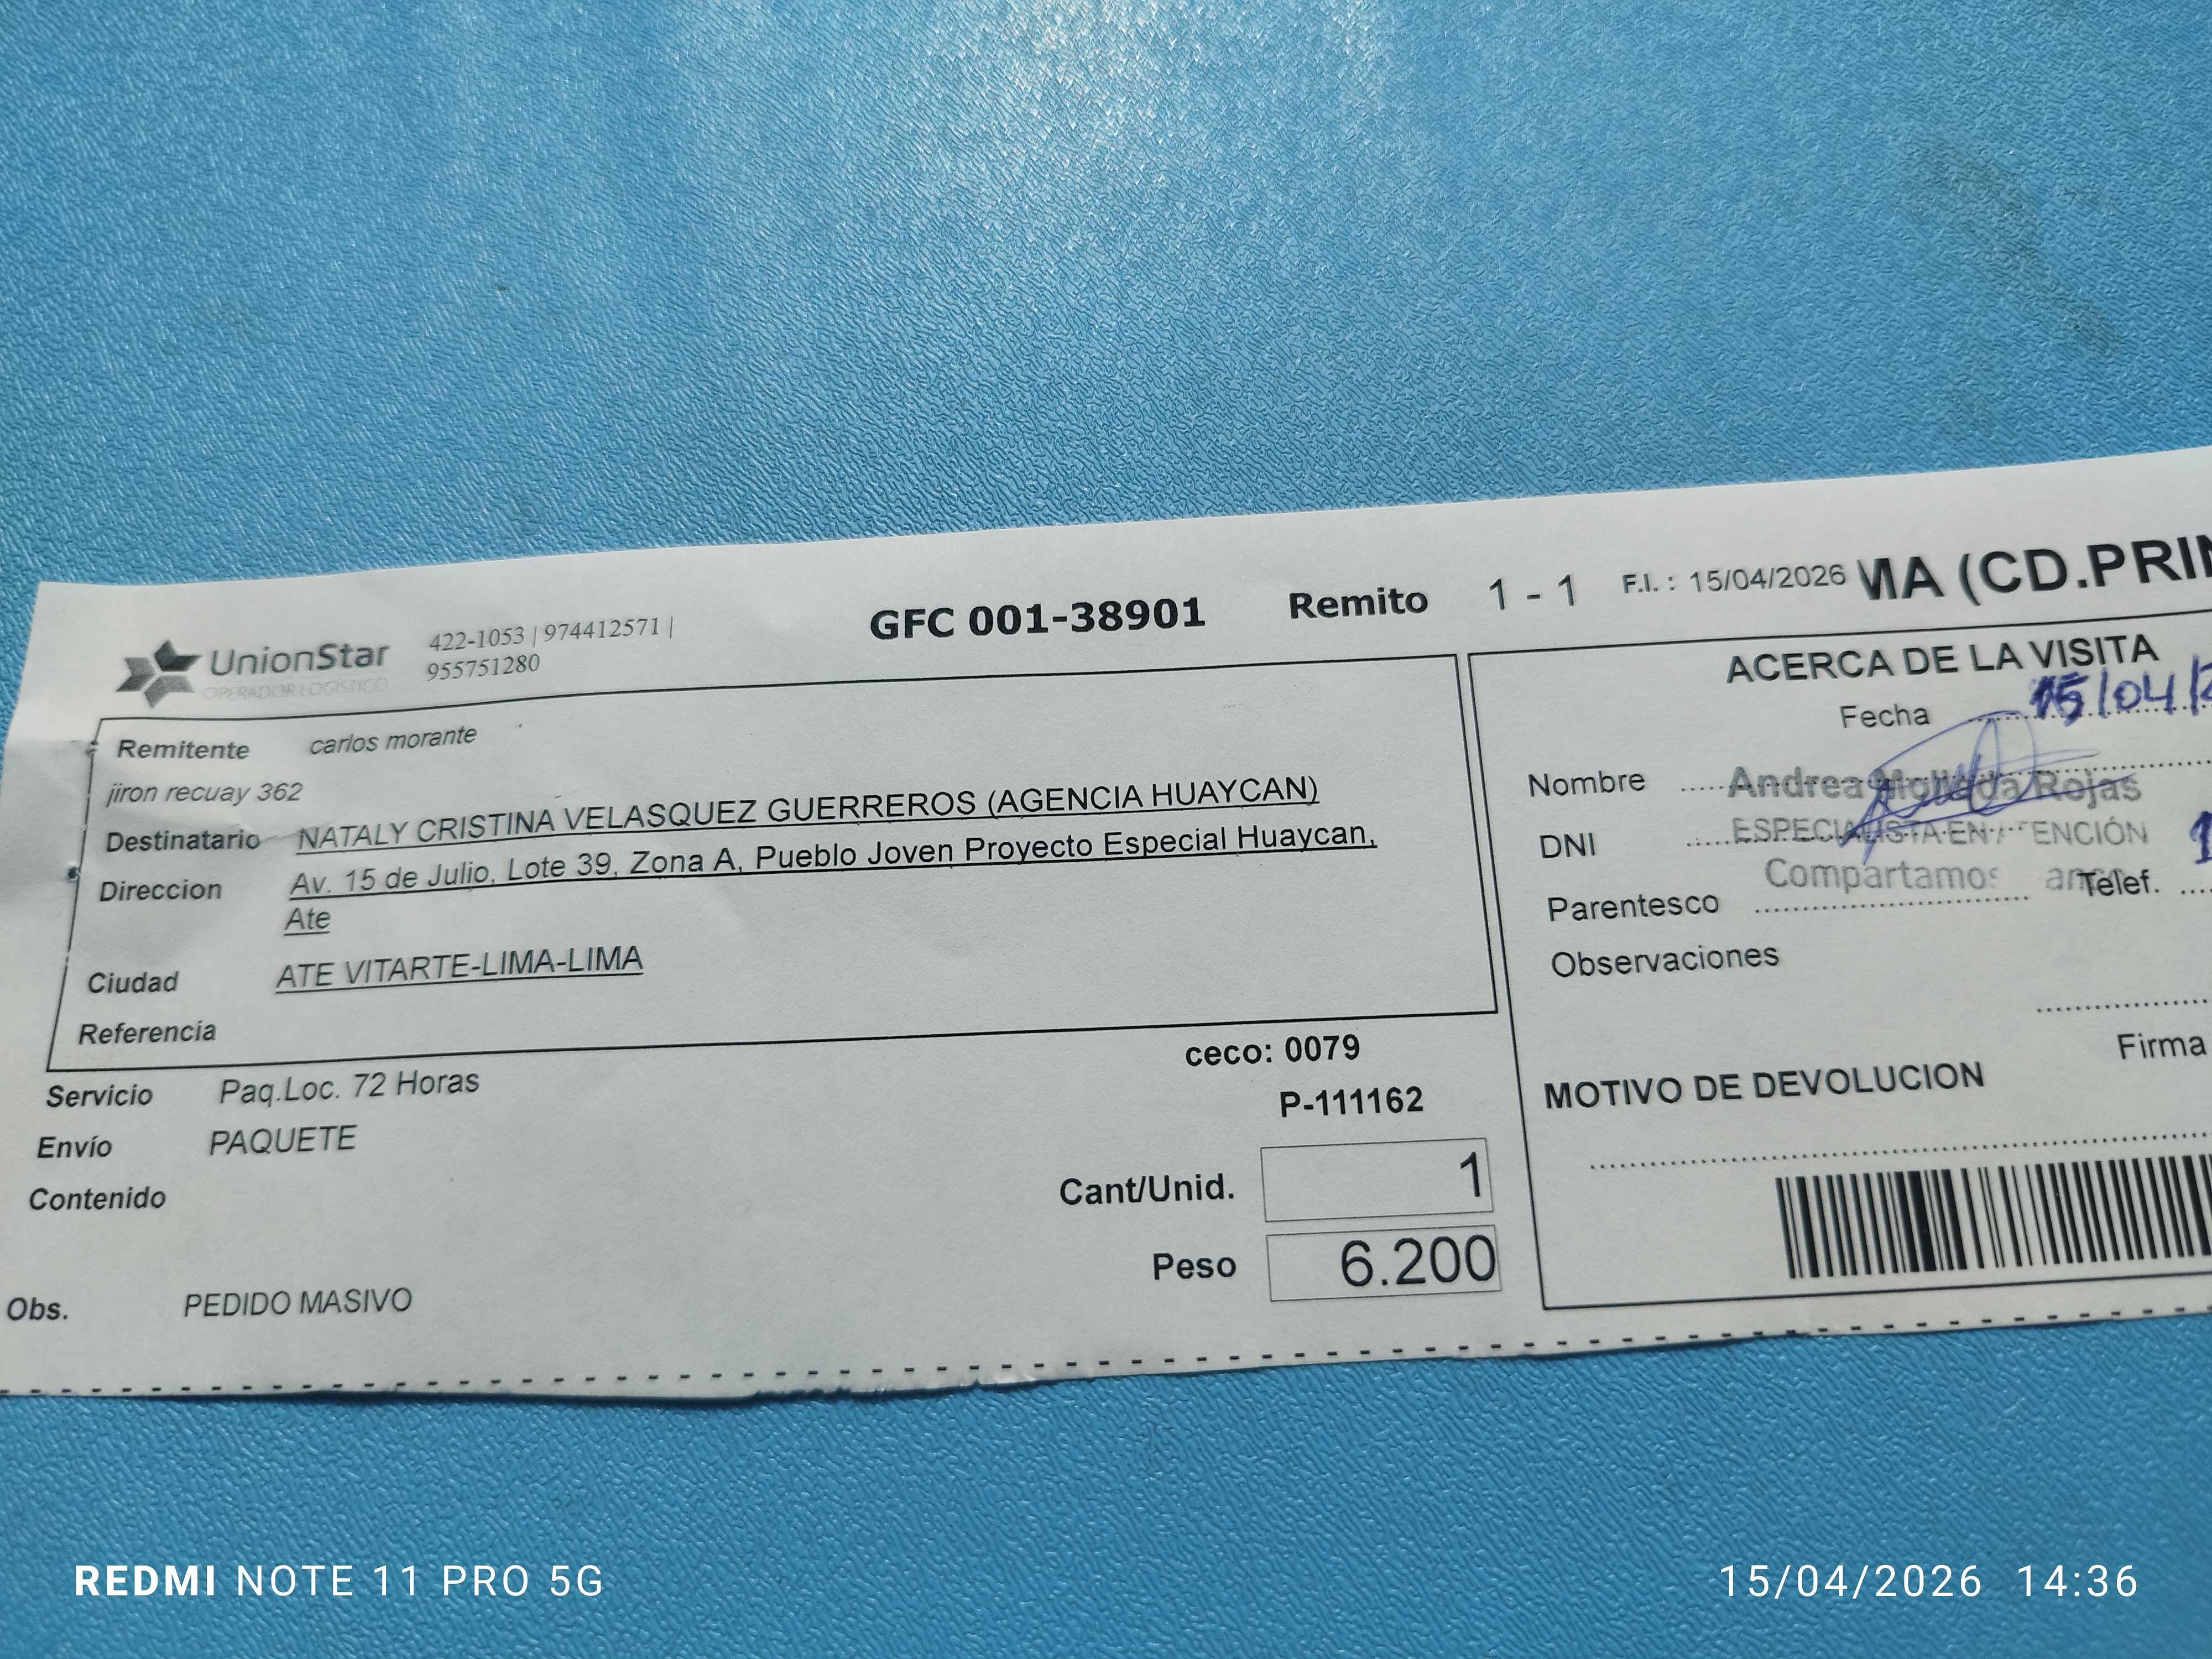 UnionStar
OPERADOR LOGÍSTICO
422-1053 | 974412571 |
955751280
GFC 001-38901 Remito 1 - 1 F.I. : 15/04/2026 (CD.PRI
Remitente carlos morante
jiron recuay 362
Destinatario NATALY CRISTINA VELASQUEZ GUERREROS (AGENCIA HUAYCAN)
Direccion Av. 15 de Julio, Lote 39, Zona A, Pueblo Joven Proyecto Especial Huaycan,
Ate
Ciudad ATE VITARTE-LIMA-LIMA
Referencia
ceco: 0079
Servicio Paq.Loc. 72 Horas
P-111162
Envío PAQUETE
Cant/Unid. 1
Contenido
Peso 6.200
Obs. PEDIDO MASIVO
ACERCA DE LA VISITA
Fecha 15/04/2
Nombre Andrea Rojas
DNI ESPECIALISTA EN ATENCIÓN
Compartamos
Parentesco Telef.
Observaciones
Firma
MOTIVO DE DEVOLUCION
REDMI NOTE 11 PRO 5G
15/04/2026 14:36